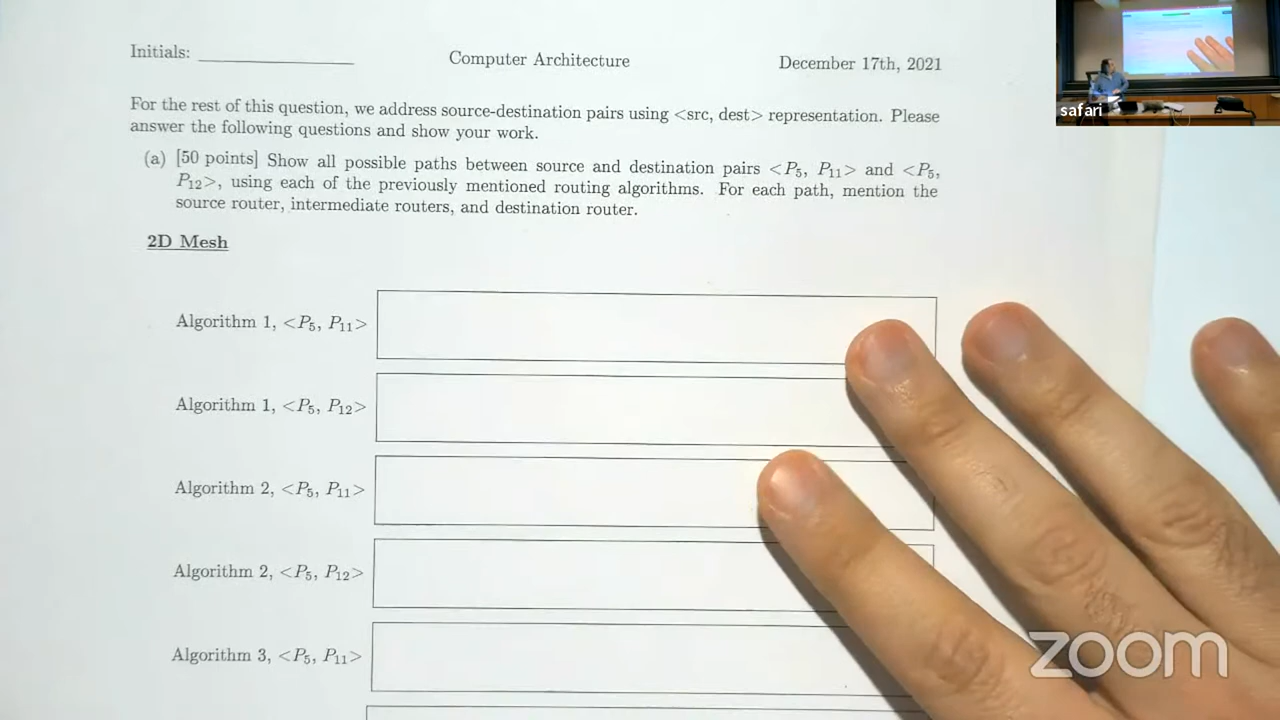 Initials: Computer Architecture December 17th, 2021
For the rest of this question, we address source-destination pairs using <src, dest> representation. Please
answer the following questions and show your work.
(a) [50 points] Show all possible paths between source and destination pairs <P5, P11> and <P5,
P12>, using each of the previously mentioned routing algorithms. For each path, mention the
source router, intermediate routers, and destination router.
2D Mesh
Algorithm 1, <P5, P11>
Algorithm 1, <P5, P12>
Algorithm 2, <P5, P11>
Algorithm 2, <P5, P12>
Algorithm 3, <P5, P11>
safari
zoom